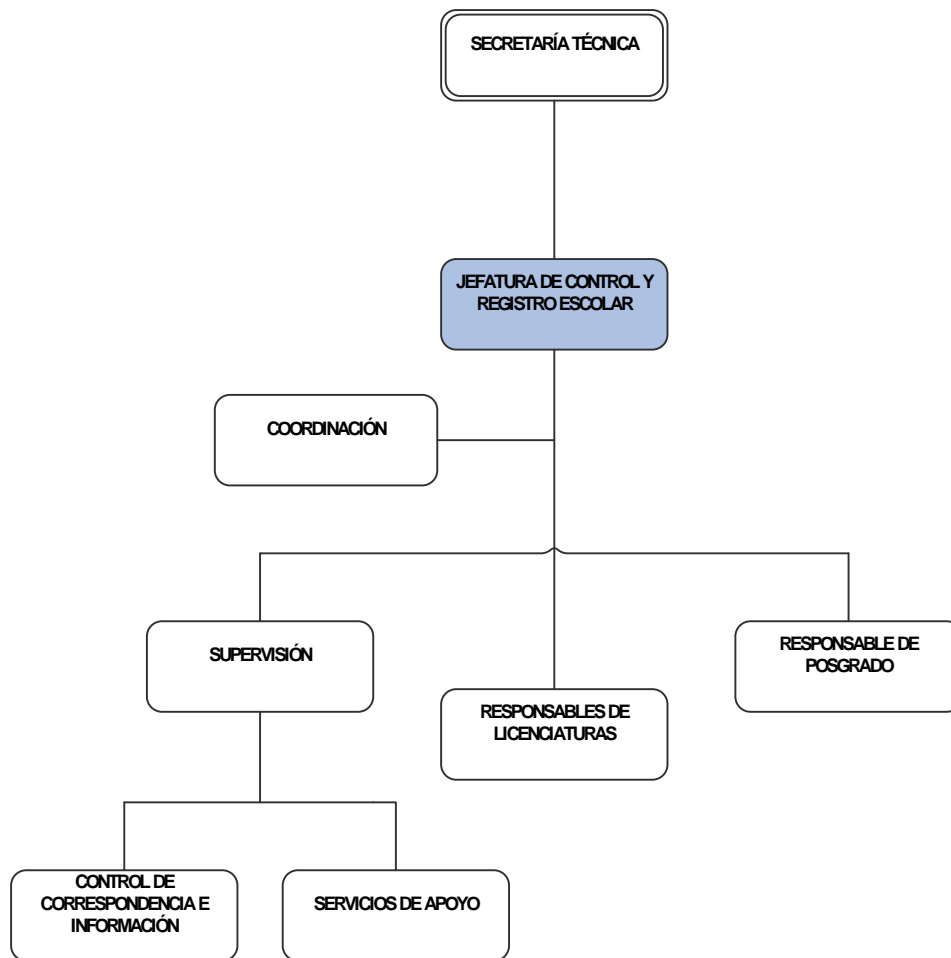 SECRETARÍA TÉCNICA
JEFATURA DE CONTROL Y
REGISTRO ESCOLAR
COORDINACIÓN
SUPERVISIÓN
RESPONSABLE DE
POSGRADO
RESPONSABLES DE
LICENCIATURAS
CONTROL DE
CORRESPONDENCIA E
INFORMACIÓN
SERVICIOS DE APOYO